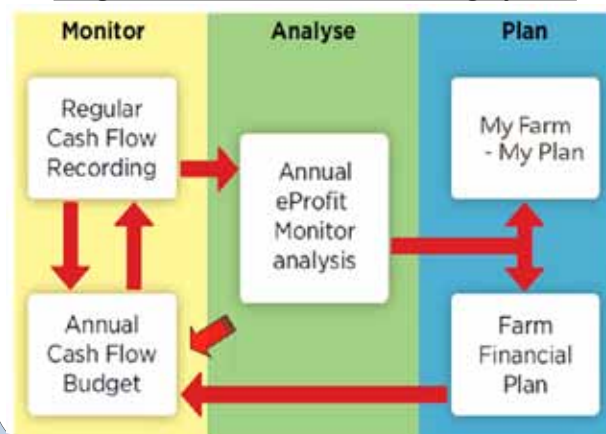 Monitor
Analyse
Plan
Regular
Cash Flow
Recording
Annual
eProfit
Monitor
analysis
My Farm
- My Plan
Annual
Cash Flow
Budget
Farm
Financial
Plan